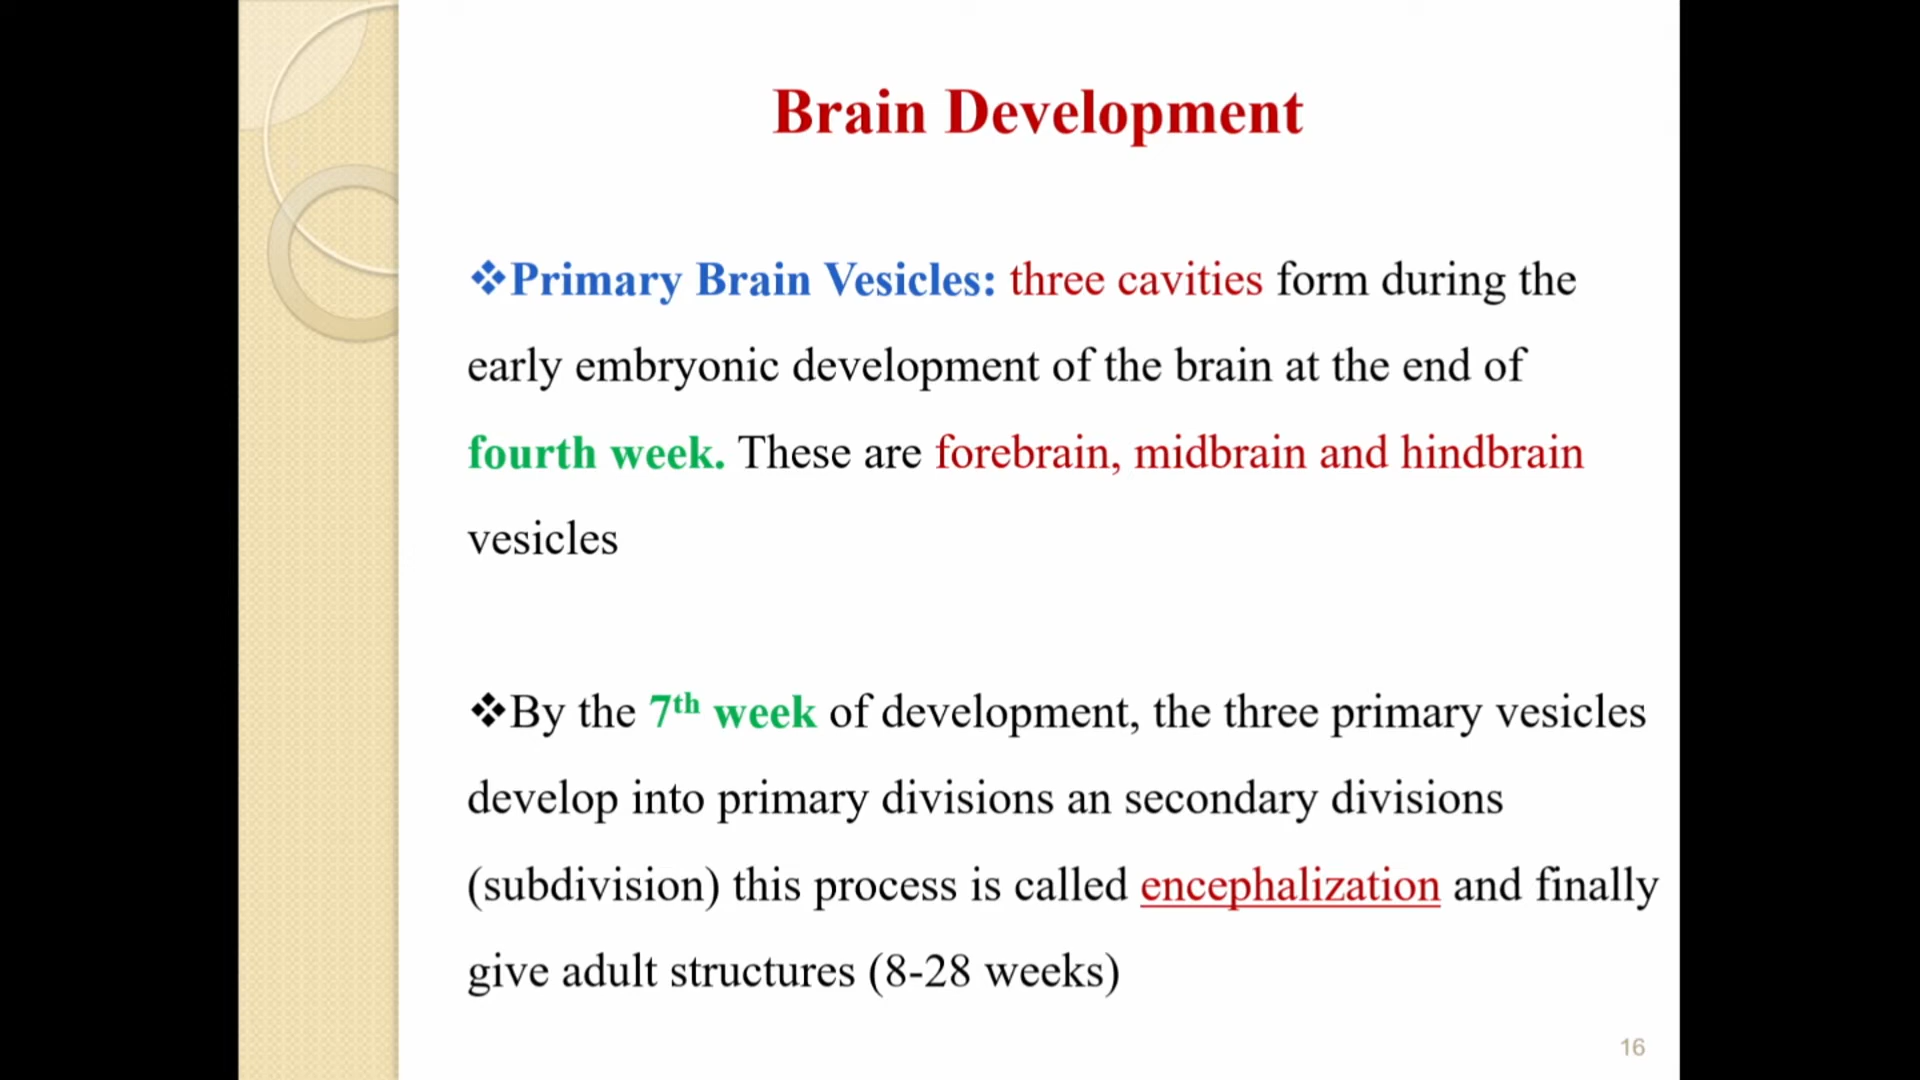 Brain Development
❖Primary Brain Vesicles: three cavities form during the
early embryonic development of the brain at the end of
fourth week. These are forebrain, midbrain and hindbrain
vesicles
❖By the 7th week of development, the three primary vesicles
develop into primary divisions an secondary divisions
(subdivision) this process is called encephalization and finally
give adult structures (8-28 weeks)
16